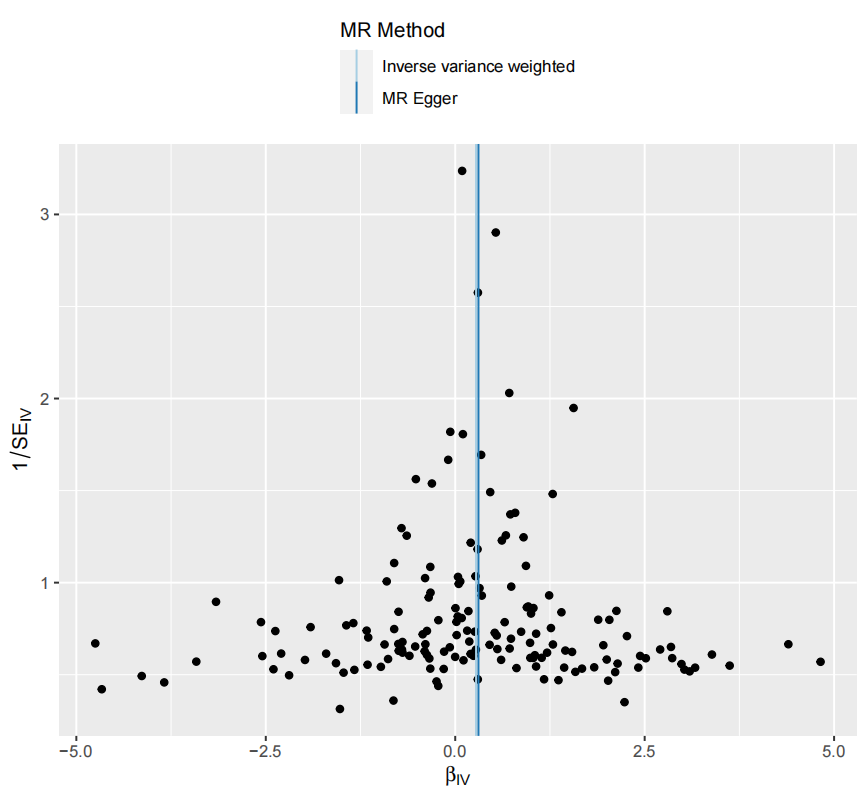 MR Method
Inverse variance weighted
MR Egger
3
2
1
1/SE_IV
−5.0 −2.5 0.0 2.5 5.0
β_IV